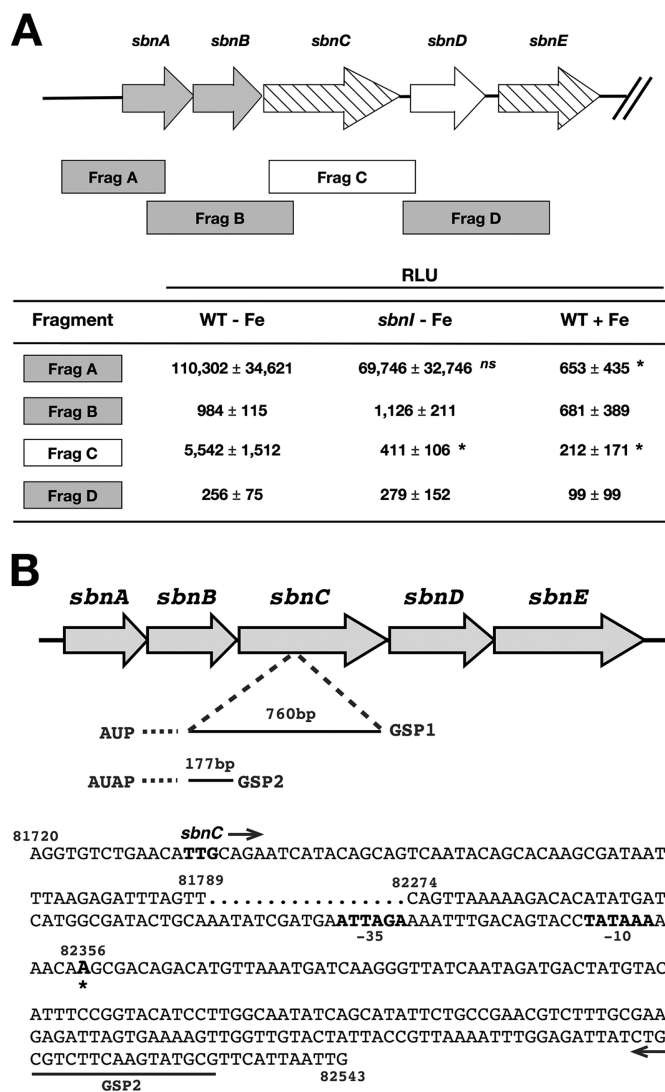 A
sbnA sbnB sbnC sbnD sbnE
Frag A
Frag C
Frag B
Frag D
RLU
Fragment WT - Fe sbnI - Fe WT + Fe
Frag A 110,302 ± 34,621 69,746 ± 32,746 ns 653 ± 435 *
Frag B 984 ± 115 1,126 ± 211 681 ± 389
Frag C 5,542 ± 1,512 411 ± 106 * 212 ± 171 *
Frag D 256 ± 75 279 ± 152 99 ± 99
B
sbnA sbnB sbnC sbnD sbnE
760bp
AUP GSP1
177bp
AUAP GSP2
sbnC
81720
AGGTGTCTGAACATTGCAGAATCATACAGCAGTCAATACAGCACAAGCGATAAT
81789 82274
TTAAGAGATTTAGTT....................CAGTTAAAAAGACACATATGAT
CATGGCGATACTGCAAATATCGATGAATTAGAAAATTTGACAGTACCTATAAAA
-35 -10
82356
AACAAGCGACAGACATGTTAAATGATCAAGGGTTATCAATAGATGACTATGTAC
*
ATTTCCGGTACATCCTTGGCAATATCAGCATATTCTGCCGAACGTCTTTGCGAA
GAGATTAGTGAAAAGTTGGTTGTACTATTACCGTTAAAATTTGGAGATTATCTG
CGTCTTCAAGTATGCGTTCATTAATTG
GSP2 82543